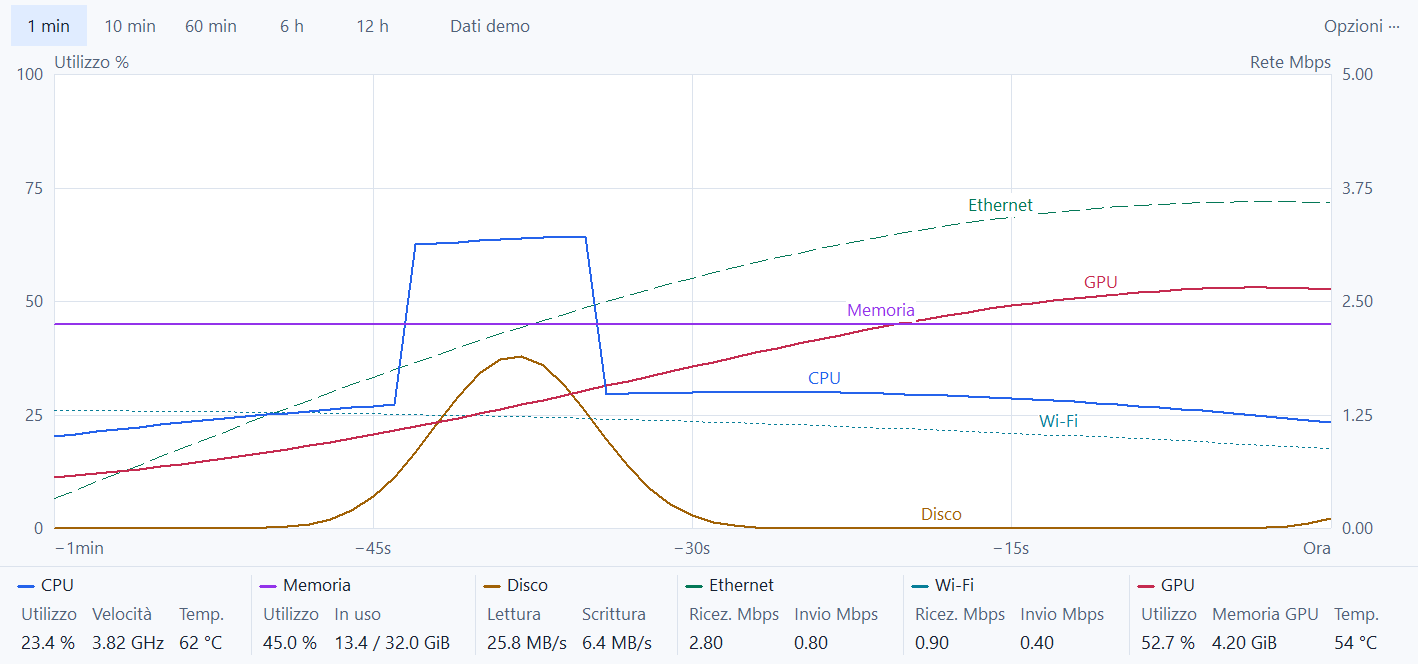 1 min 10 min 60 min 6 h 12 h Dati demo Opzioni ···
Utilizzo % Rete Mbps
100 5.00
75 3.75
Ethernet
GPU
50 2.50
Memoria
CPU
25 1.25
Wi-Fi
Disco
0 0.00
−1min −45s −30s −15s Ora
CPU Memoria Disco Ethernet Wi-Fi GPU
Utilizzo Velocità Temp. Utilizzo In uso Lettura Scrittura Ricez. Mbps Invio Mbps Ricez. Mbps Invio Mbps Utilizzo Memoria GPU Temp.
23.4 % 3.82 GHz 62 °C 45.0 % 13.4 / 32.0 GiB 25.8 MB/s 6.4 MB/s 2.80 0.80 0.90 0.40 52.7 % 4.20 GiB 54 °C